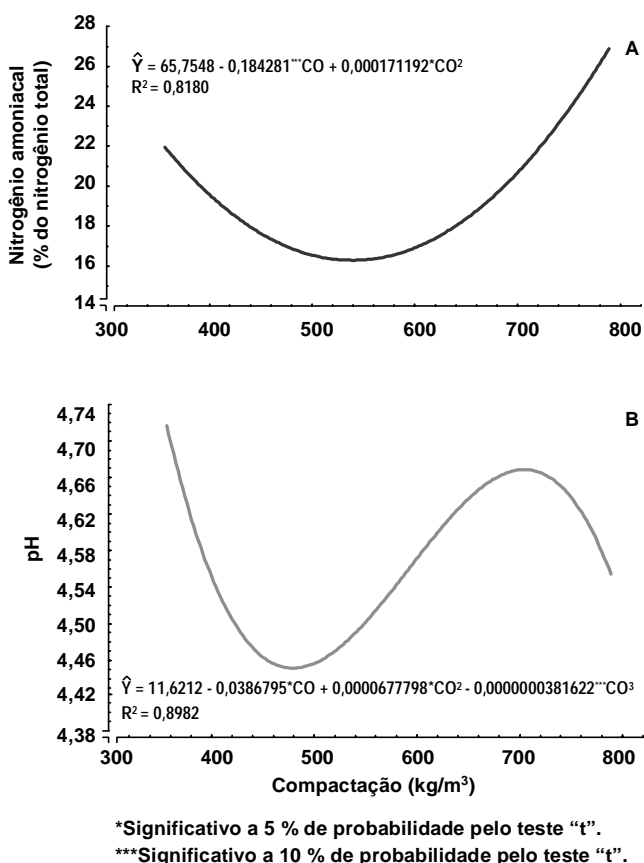 28
26
24
22
20
18
16
14
Nitrogênio amoniacal
(% do nitrogênio total)
A
Ŷ = 65,7548 - 0,184281***CO + 0,000171192*CO²
R² = 0,8180
300 400 500 600 700 800
4,74
4,70
4,66
4,62
4,58
4,50
4,46
4,42
4,38
pH
B
Ŷ = 11,6212 - 0,0386795*CO + 0,0000677798*CO² - 0,0000000381622***CO³
R² = 0,8982
300 400 500 600 700 800
Compactação (kg/m³)
*Significativo a 5 % de probabilidade pelo teste “t”.
***Significativo a 10 % de probabilidade pelo teste “t”.